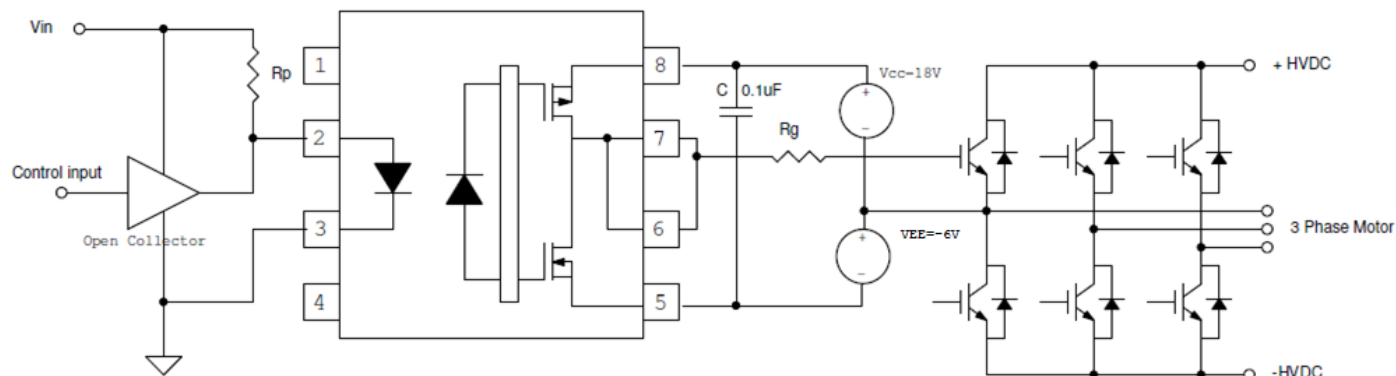 Vin
Rp
1
2
3
4
8
7
6
5
C 0.1uF
Vcc=18V
Rg
+ HVDC
Control input
Open Collector
VEE=-6V
3 Phase Motor
-HVDC